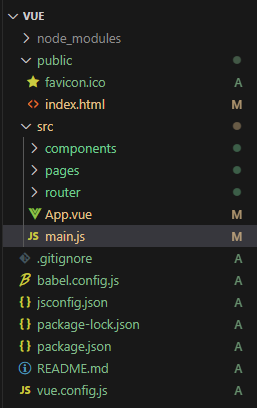 VUE
node_modules
public
favicon.ico A
index.html M
src
components
pages
router
App.vue M
JS main.js M
.gitignore A
babel.config.js A
{} jsconfig.json A
{} package-lock.json A
{} package.json A
README.md A
JS vue.config.js A